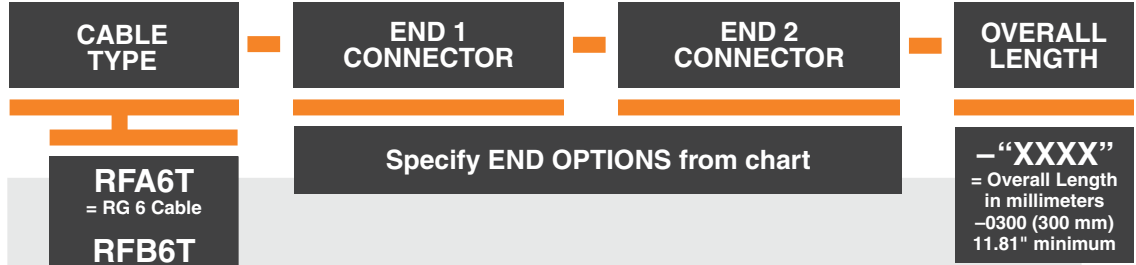 CABLE
TYPE
END 1
CONNECTOR
END 2
CONNECTOR
OVERALL
LENGTH
RFA6T
= RG 6 Cable
RFB6T
Specify END OPTIONS from chart
–“XXXX”
= Overall Length
in millimeters
–0300 (300 mm)
11.81" minimum